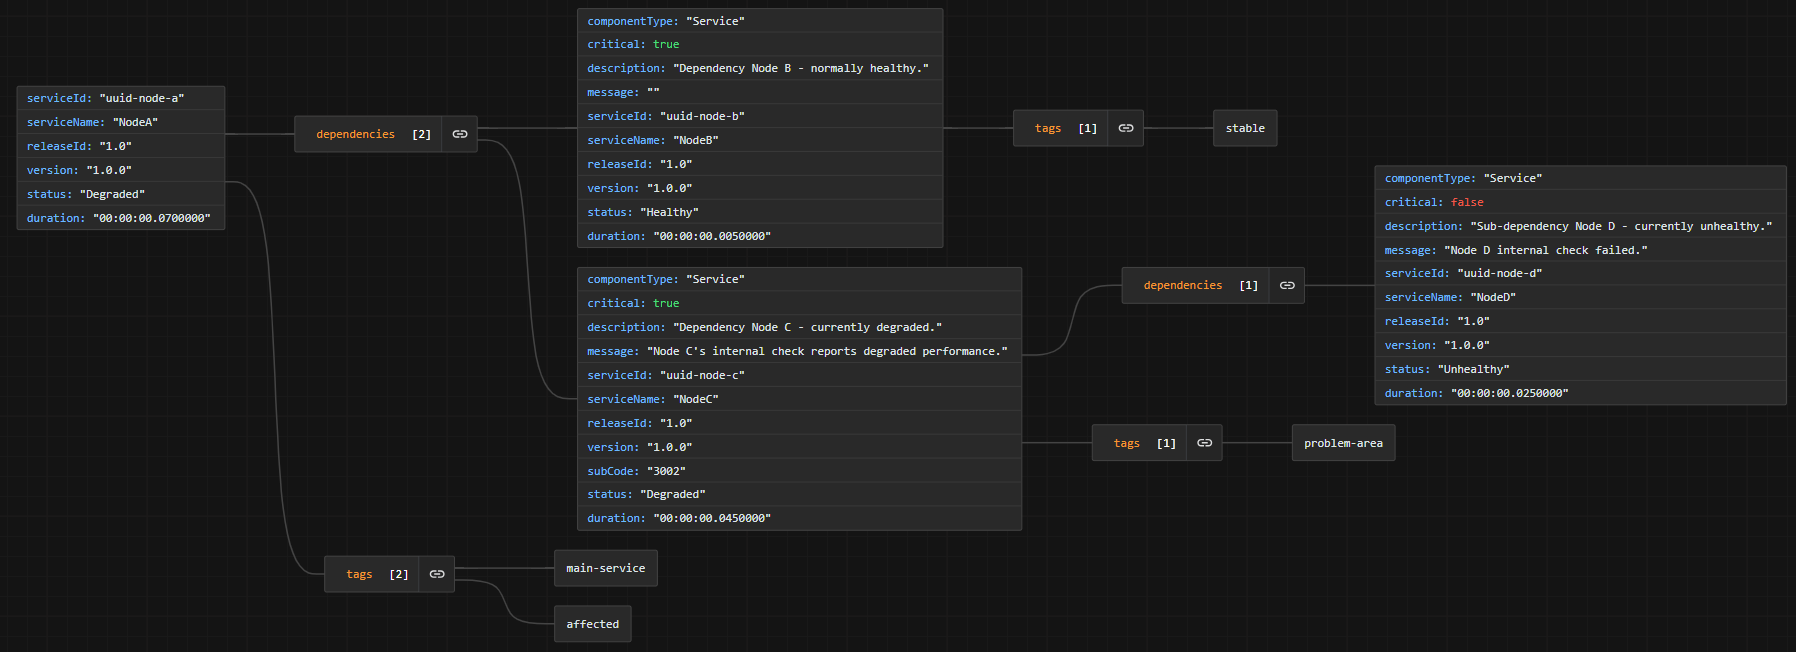 serviceId: "uuid-node-a"
serviceName: "NodeA"
releaseId: "1.0"
version: "1.0.0"
status: "Degraded"
duration: "00:00:00.0700000"
dependencies [2]
componentType: "Service"
critical: true
description: "Dependency Node B - normally healthy."
message: ""
serviceId: "uuid-node-b"
serviceName: "NodeB"
releaseId: "1.0"
version: "1.0.0"
status: "Healthy"
duration: "00:00:00.0050000"
tags [1]
stable
componentType: "Service"
critical: true
description: "Dependency Node C - currently degraded."
message: "Node C's internal check reports degraded performance."
serviceId: "uuid-node-c"
serviceName: "NodeC"
releaseId: "1.0"
version: "1.0.0"
subCode: "3002"
status: "Degraded"
duration: "00:00:00.0450000"
dependencies [1]
componentType: "Service"
critical: false
description: "Sub-dependency Node D - currently unhealthy."
message: "Node D internal check failed."
serviceId: "uuid-node-d"
serviceName: "NodeD"
releaseId: "1.0"
version: "1.0.0"
status: "Unhealthy"
duration: "00:00:00.0250000"
tags [1]
problem-area
tags [2]
main-service
affected